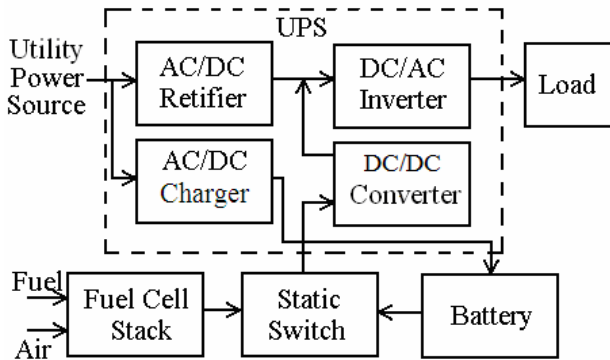 UPS
Utility
Power
Source
AC/DC
Retifier
DC/AC
Inverter
Load
AC/DC
Charger
DC/DC
Converter
Fuel
Air
Fuel Cell
Stack
Static
Switch
Battery